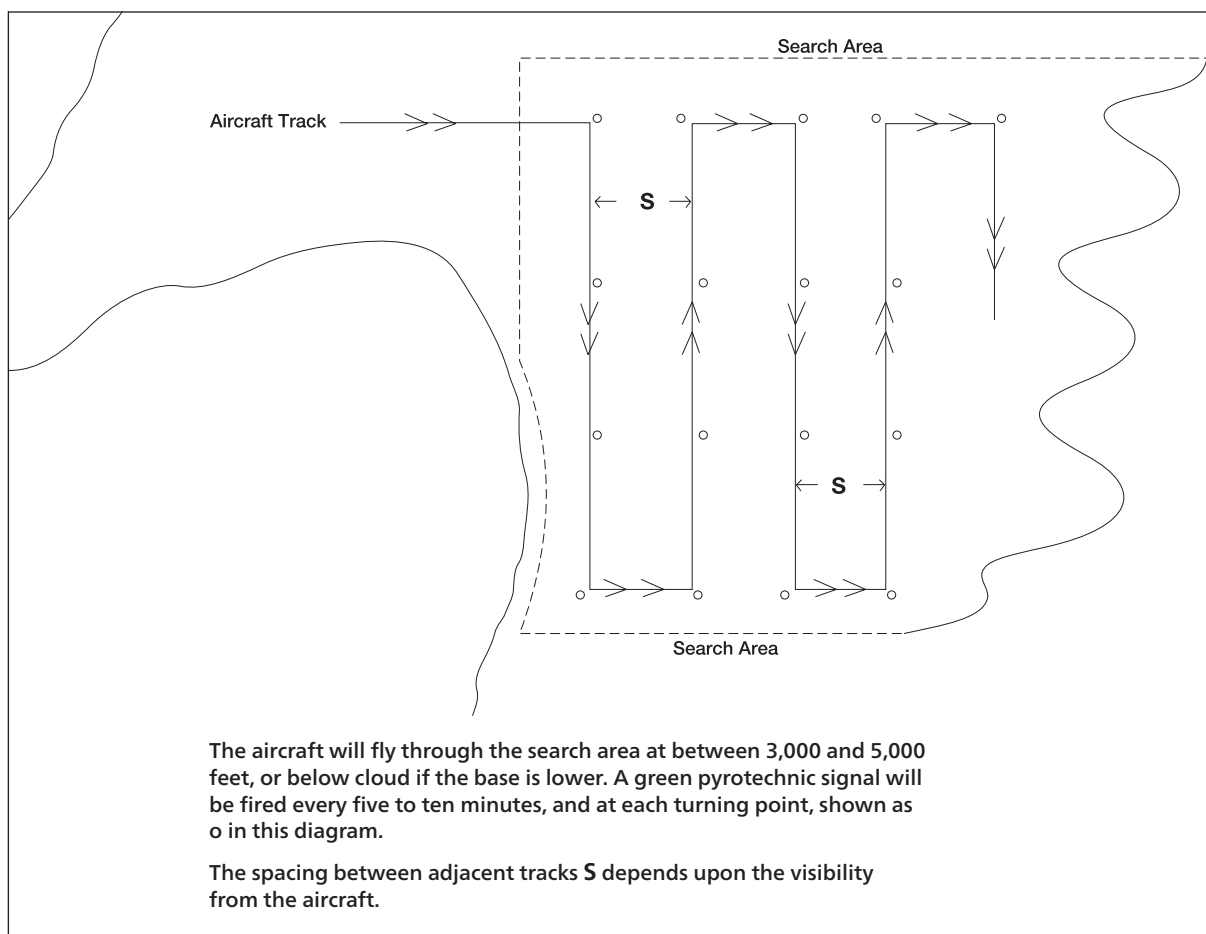 Search Area
Aircraft Track
S
S
Search Area
The aircraft will fly through the search area at between 3,000 and 5,000
feet, or below cloud if the base is lower. A green pyrotechnic signal will
be fired every five to ten minutes, and at each turning point, shown as
o in this diagram.
The spacing between adjacent tracks S depends upon the visibility
from the aircraft.